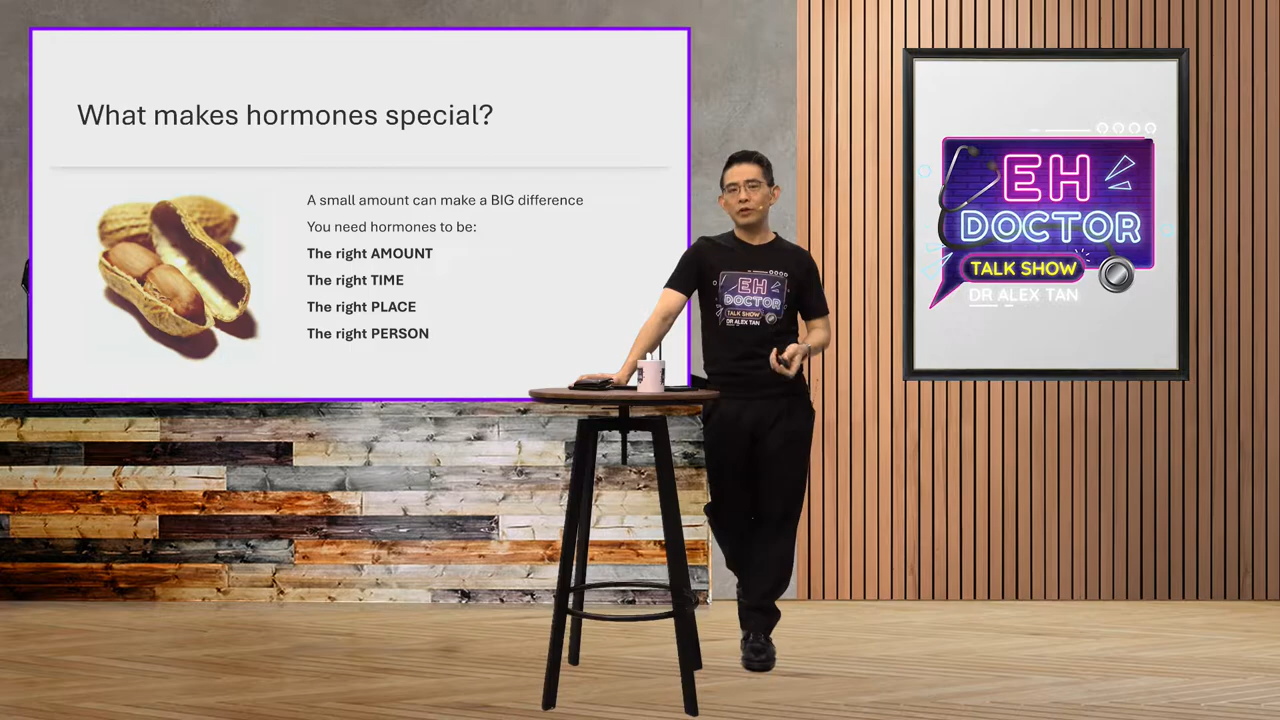 What makes hormones special?
A small amount can make a BIG difference
You need hormones to be:
The right AMOUNT
The right TIME
The right PLACE
The right PERSON
EH
DOCTOR
TALK SHOW
DR ALEX TAN
EH
DOCTOR
TALK SHOW
DR ALEX TAN